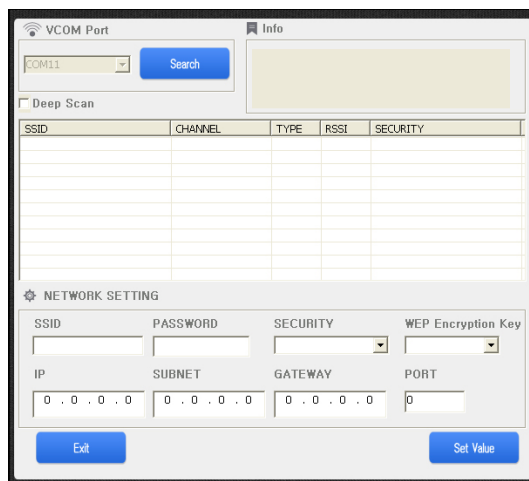 VCOM Port
Info
COM11
Search
Deep Scan
SSID CHANNEL TYPE RSSI SECURITY
NETWORK SETTING
SSID PASSWORD SECURITY WEP Encryption Key
IP SUBNET GATEWAY PORT
0 . 0 . 0 . 0 0 . 0 . 0 . 0 0 . 0 . 0 . 0 0
Exit Set Value